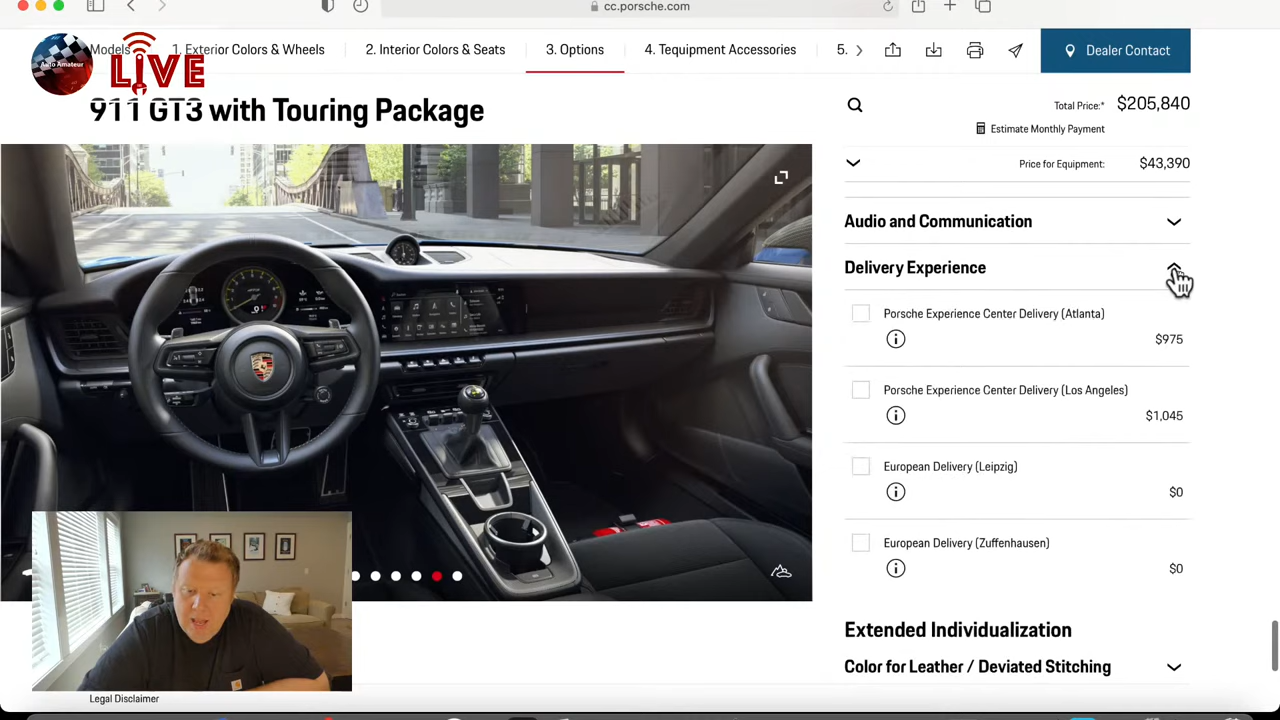 cc.porsche.com
Models
1. Exterior Colors & Wheels
2. Interior Colors & Seats
3. Options
4. Tequipment Accessories
5.
Dealer Contact
Auto Amateur
LIVE
911 GT3 with Touring Package
Total Price:* $205,840
Estimate Monthly Payment
Price for Equipment: $43,390
Audio and Communication
Delivery Experience
Porsche Experience Center Delivery (Atlanta)
$975
Porsche Experience Center Delivery (Los Angeles)
$1,045
European Delivery (Leipzig)
$0
European Delivery (Zuffenhausen)
$0
Extended Individualization
Color for Leather / Deviated Stitching
Legal Disclaimer